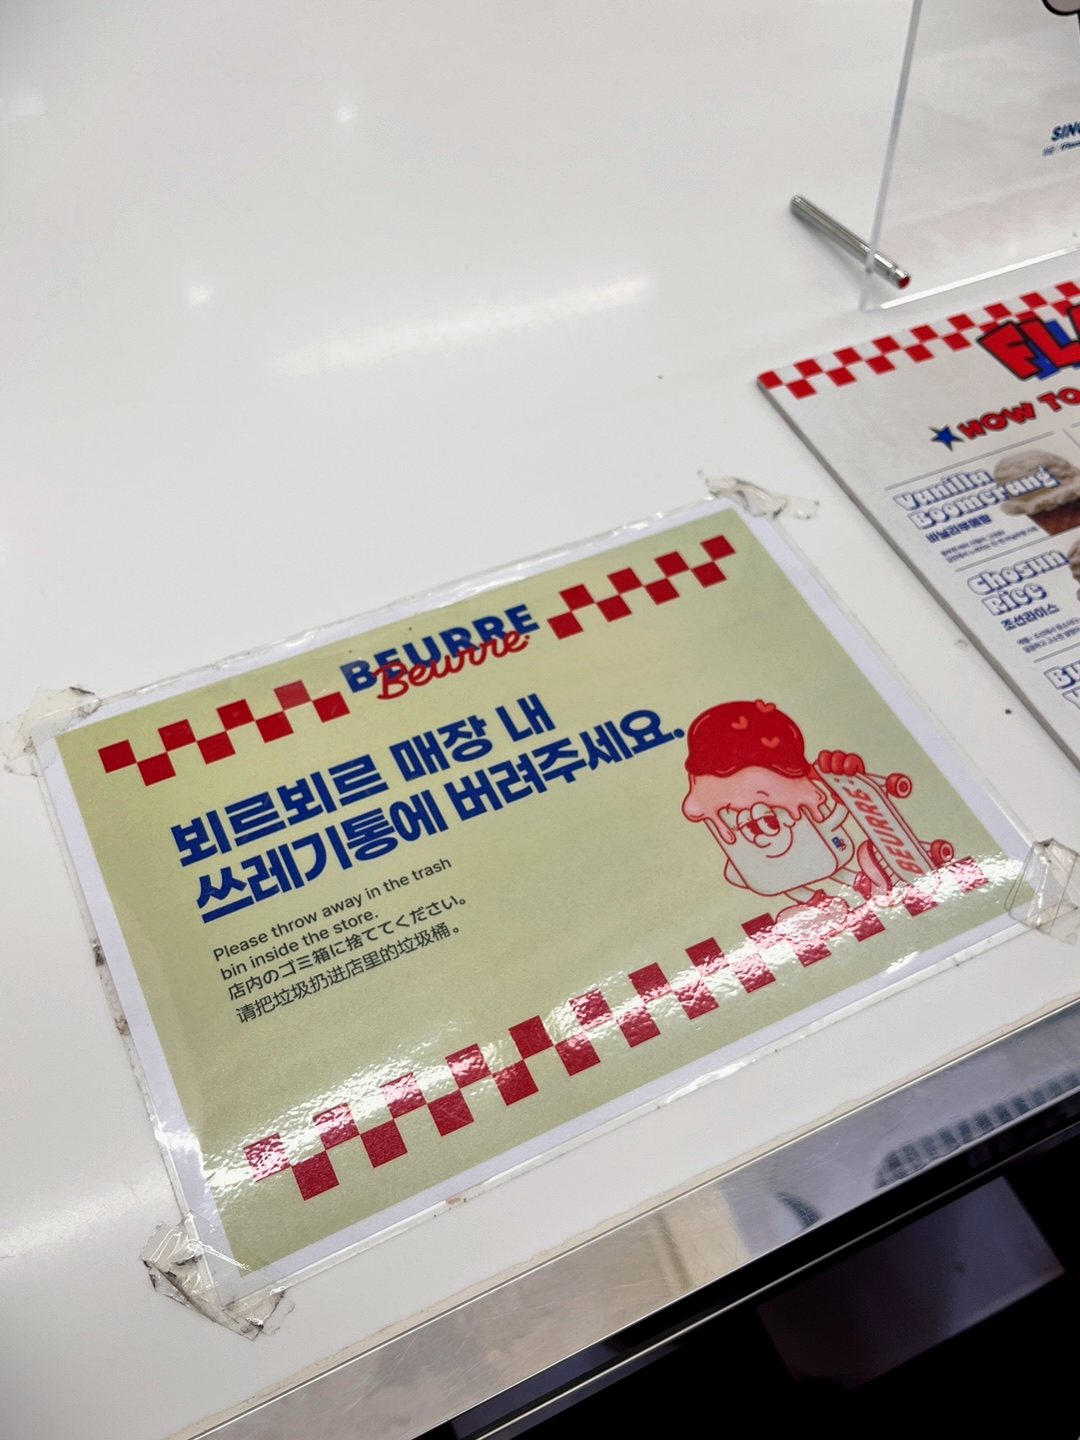 BEURRE
Beurre
뵈르뵈르 매장 내
쓰레기통에 버려주세요.
Please throw away in the trash
bin inside the store.
店内のゴミ箱に捨ててください。
请把垃圾扔进店里的垃圾桶。
BEURRE
HOW TO
Vanilla
Boomerang
바닐라부메랑
Chosun
Rice
조선라이스